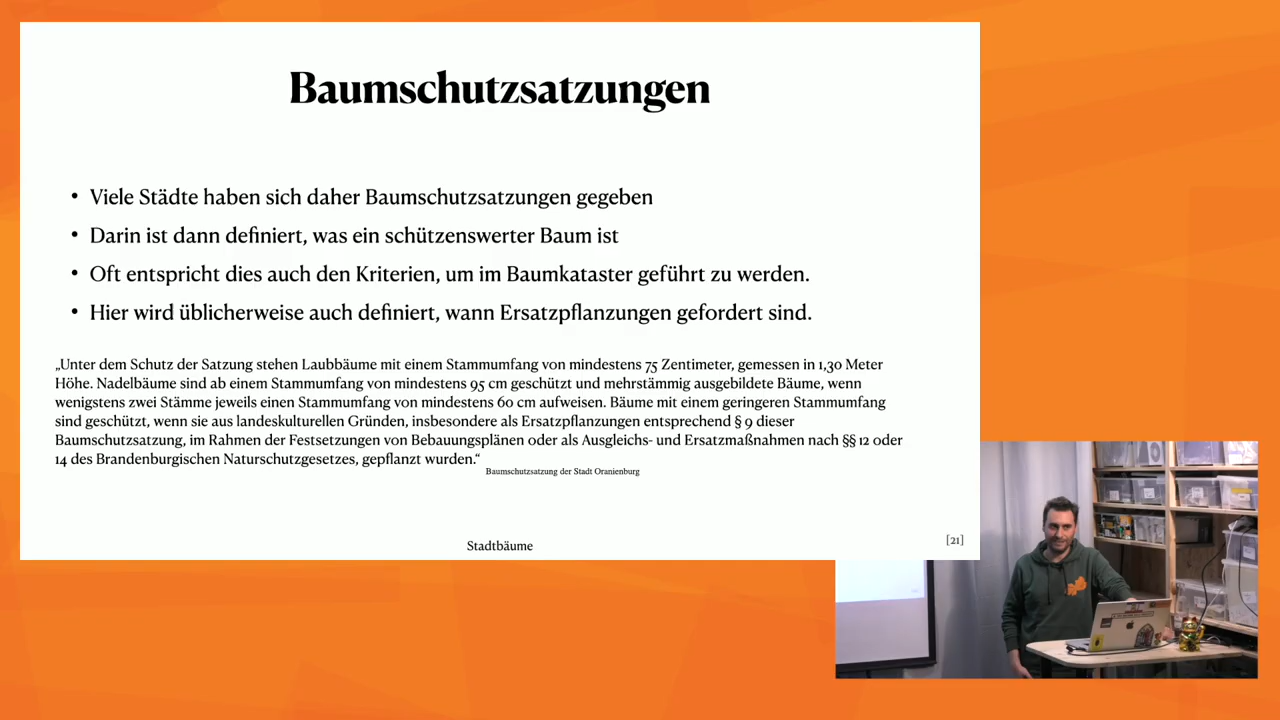 Baumschutzsatzungen
• Viele Städte haben sich daher Baumschutzsatzungen gegeben
• Darin ist dann definiert, was ein schützenswerter Baum ist
• Oft entspricht dies auch den Kriterien, um im Baumkataster geführt zu werden.
• Hier wird üblicherweise auch definiert, wann Ersatzpflanzungen gefordert sind.
„Unter dem Schutz der Satzung stehen Laubbäume mit einem Stammumfang von mindestens 75 Zentimeter, gemessen in 1,30 Meter
Höhe. Nadelbäume sind ab einem Stammumfang von mindestens 95 cm geschützt und mehrstämmig ausgebildete Bäume, wenn
wenigstens zwei Stämme jeweils einen Stammumfang von mindestens 60 cm aufweisen. Bäume mit einem geringeren Stammumfang
sind geschützt, wenn sie aus landeskulturellen Gründen, insbesondere als Ersatzpflanzungen entsprechend § 9 dieser
Baumschutzsatzung, im Rahmen der Festsetzungen von Bebauungsplänen oder als Ausgleichs- und Ersatzmaßnahmen nach §§ 12 oder
14 des Brandenburgischen Naturschutzgesetzes, gepflanzt wurden.“
Baumschutzsatzung der Stadt Oranienburg
Stadtbäume
[21]